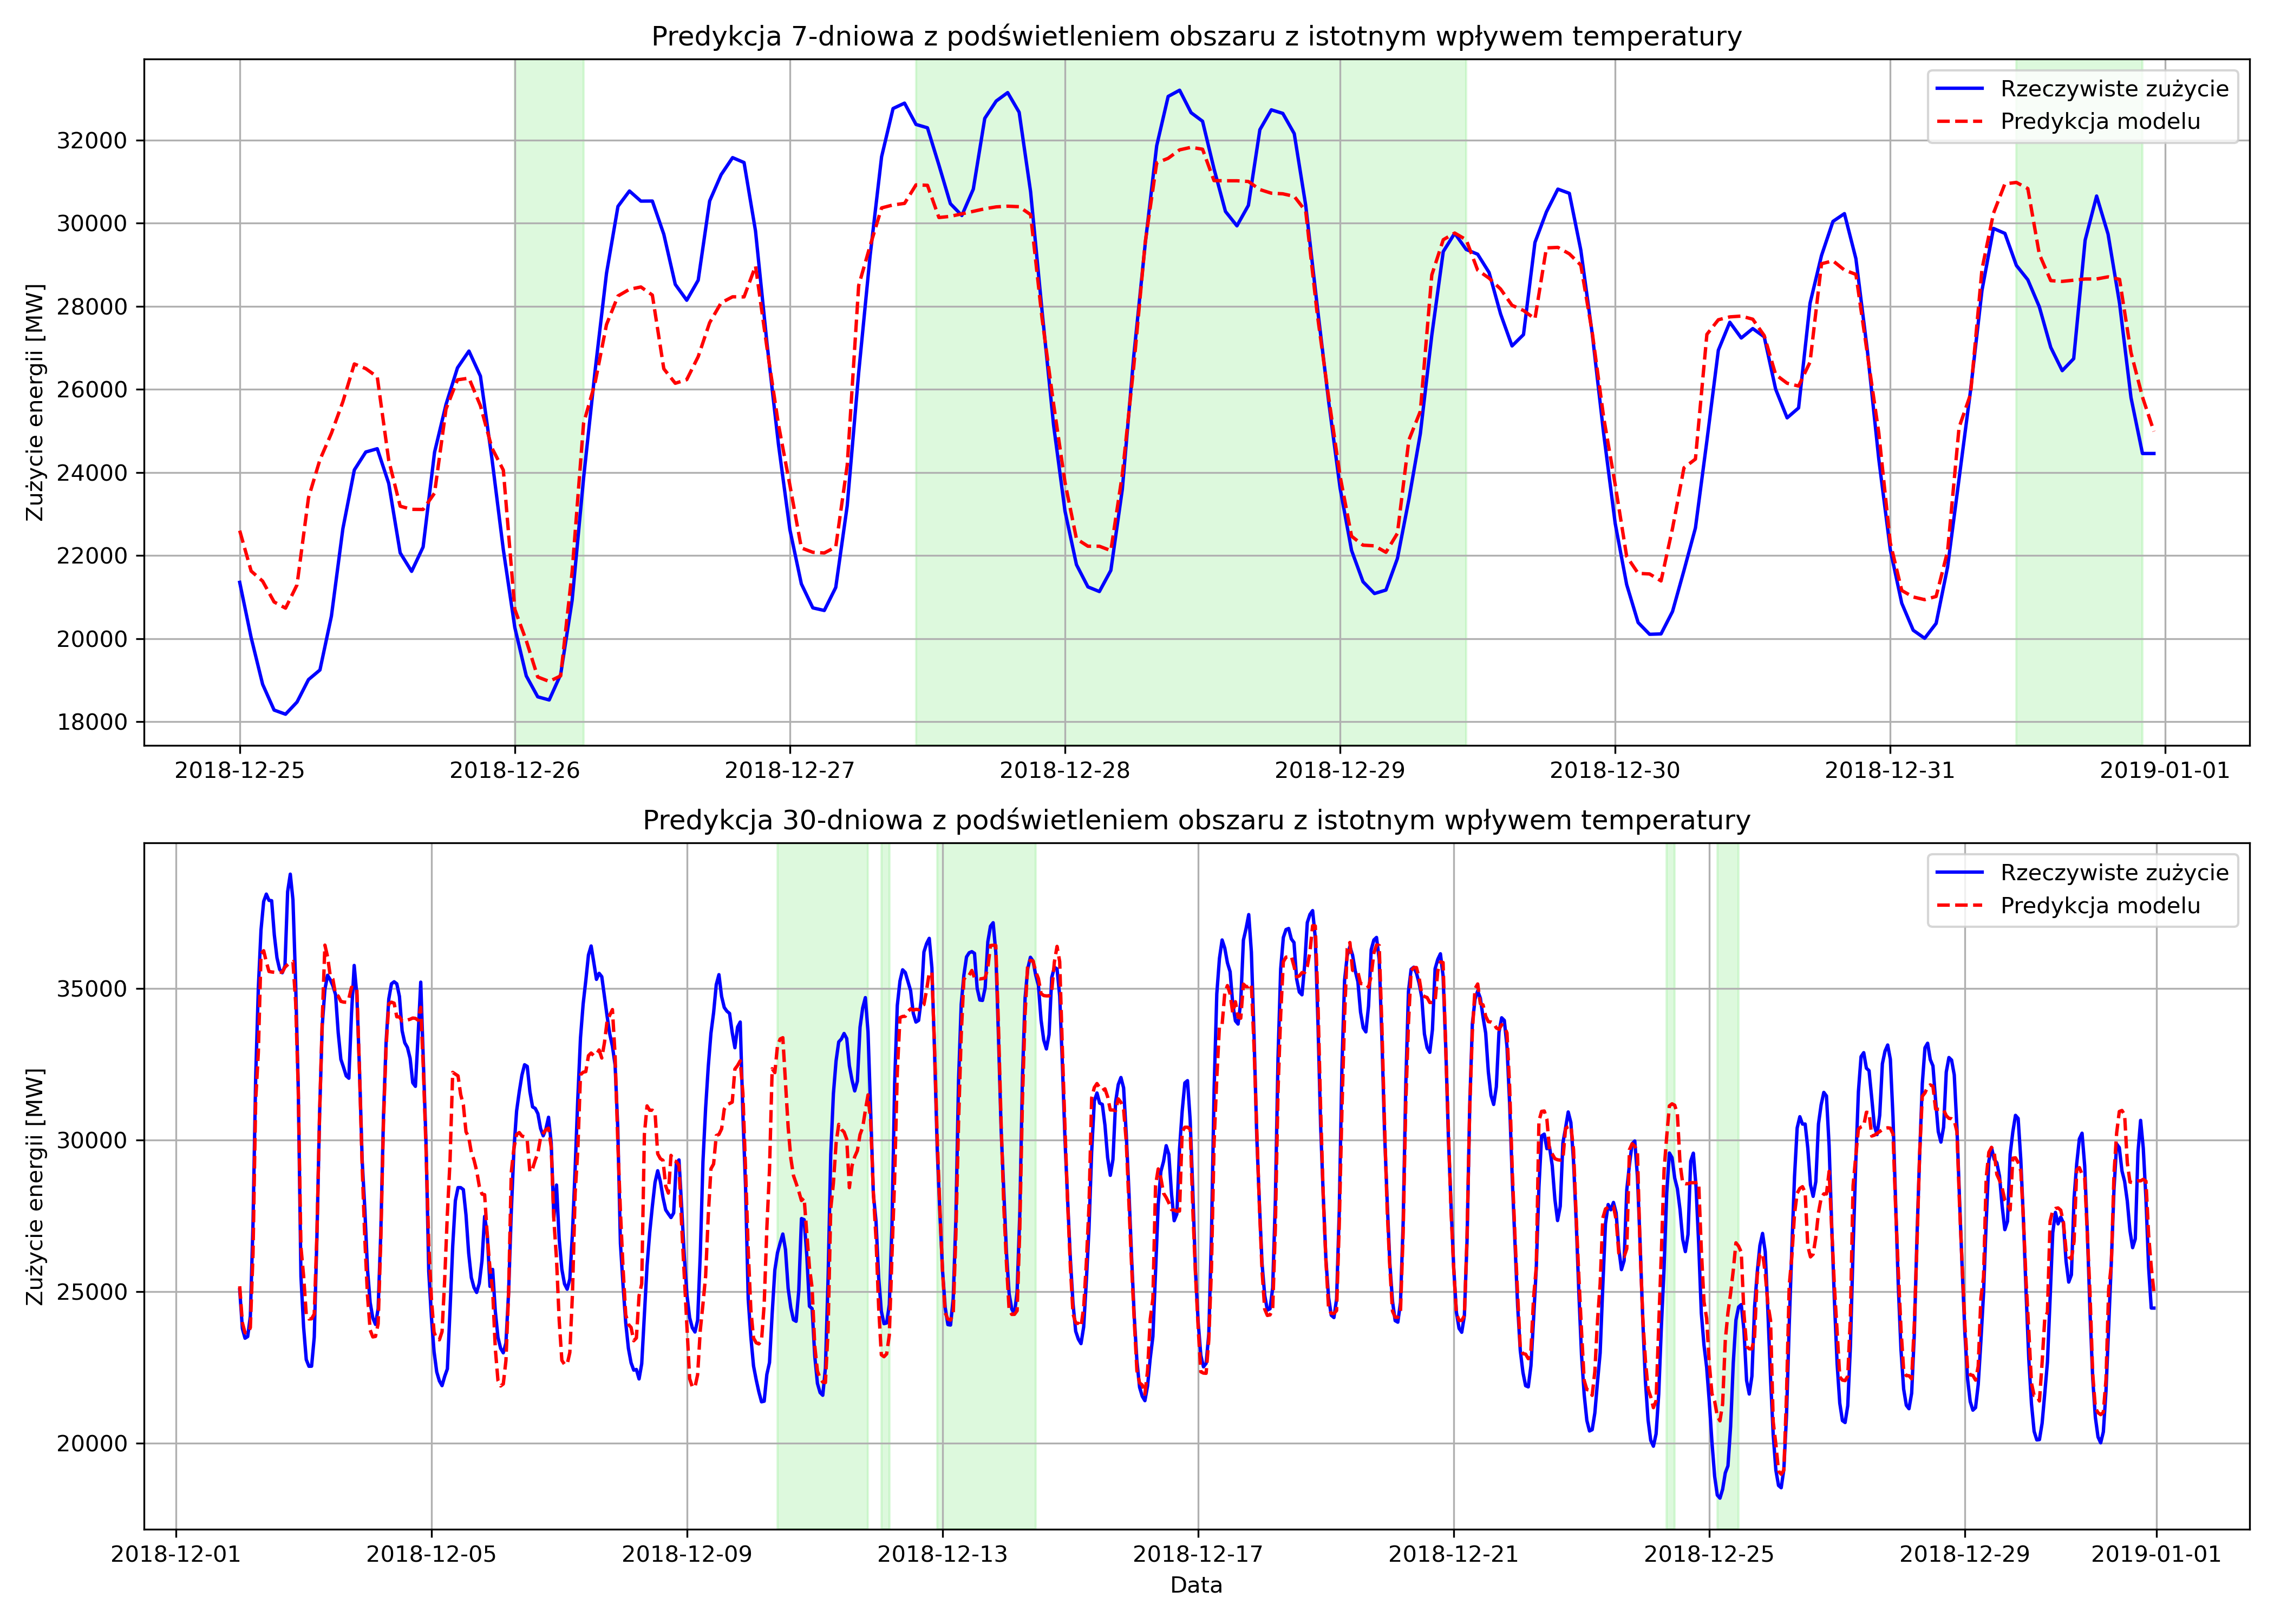 Predykcja 7-dniowa z podświetleniem obszaru z istotnym wpływem temperatury
Rzeczywiste zużycie
Predykcja modelu
Zużycie energii [MW]
32000
30000
28000
26000
24000
22000
20000
18000
2018-12-25 2018-12-26 2018-12-27 2018-12-28 2018-12-29 2018-12-30 2018-12-31 2019-01-01
Predykcja 30-dniowa z podświetleniem obszaru z istotnym wpływem temperatury
Rzeczywiste zużycie
Predykcja modelu
Zużycie energii [MW]
35000
30000
25000
20000
2018-12-01 2018-12-05 2018-12-09 2018-12-13 2018-12-17 2018-12-21 2018-12-25 2018-12-29 2019-01-01
Data